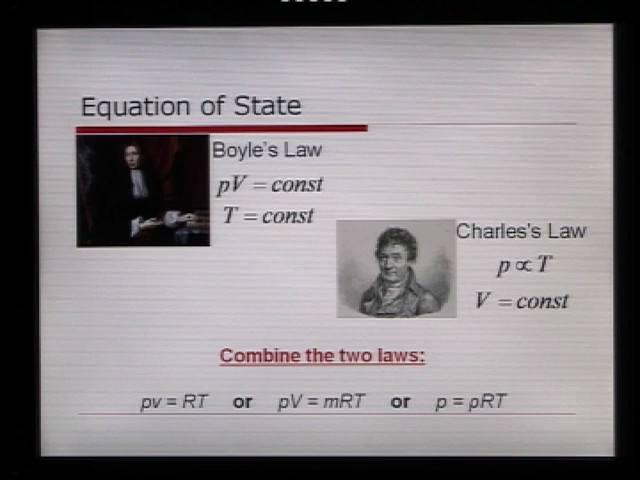 Equation of State
Boyle's Law
pV = const
T = const
Charles's Law
p ∝ T
V = const
Combine the two laws:
pv = RT or pV = mRT or p = ρRT